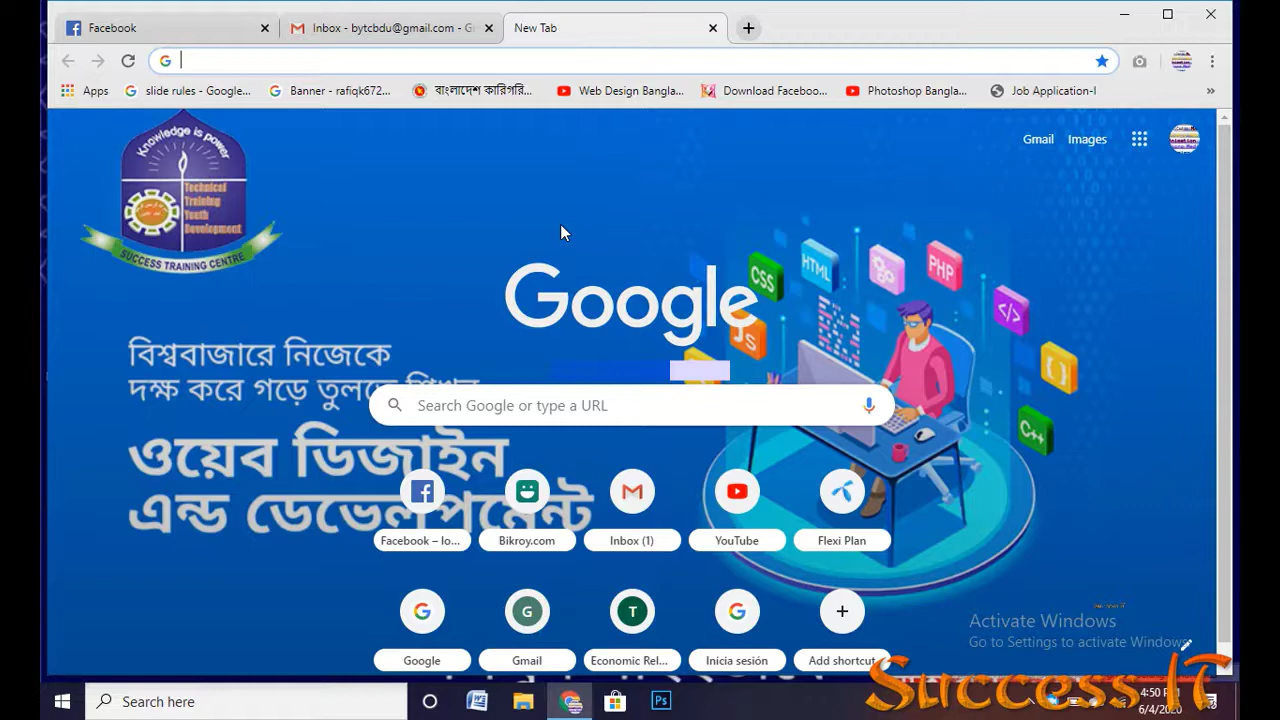 Facebook
Inbox - bytcbdu@gmail.com - G
New Tab
Apps
slide rules - Google...
Banner - rafiqk672...
বাংলাদেশ কারিগরি...
Web Design Bangla...
Download Faceboo...
Photoshop Bangla...
Job Application-I
»
Gmail
Images
Knowledge is power
Technical
Training
Youth
Development
SUCCESS TRAINING CENTRE
Google
CSS
HTML
PHP
</>
JS
{ }
C++
বিশ্ববাজারে নিজেকে
দক্ষ করে গড়ে তুলতে শিখুন
Search Google or type a URL
ওয়েব ডিজাইন
এন্ড ডেভেলপমেন্ট
Facebook – lo...
Bikroy.com
Inbox (1)
YouTube
Flexi Plan
G
T
Google
Gmail
Economic Rel...
Inicia sesión
Add shortcut
Activate Windows
Go to Settings to activate Windows.
Success IT
Search here
Ps
6/4/2020